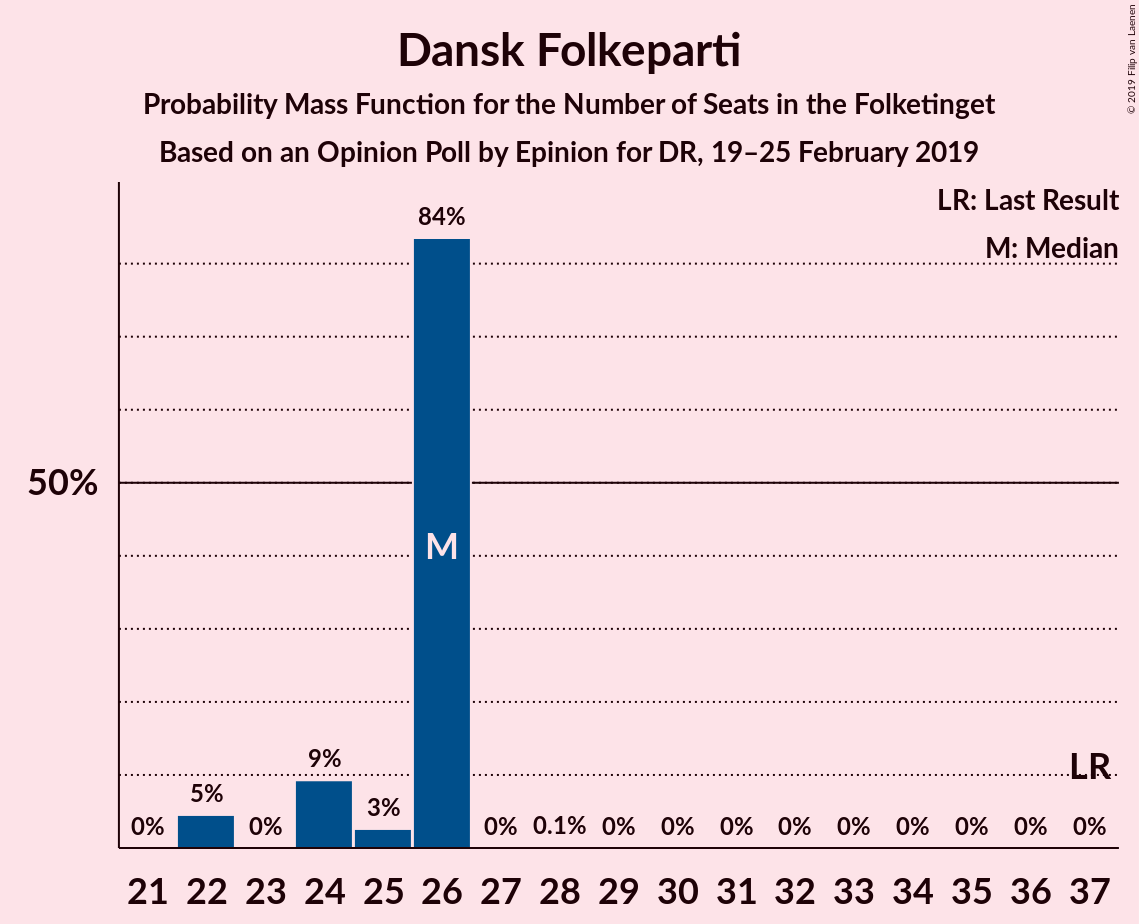 Dansk Folkeparti
Probability Mass Function for the Number of Seats in the Folketinget
Based on an Opinion Poll by Epinion for DR, 19–25 February 2019
© 2019 Filip van Laenen
LR: Last Result
M: Median
84%
50%
M
9%
LR
5%
3%
0% 0% 0% 0.1% 0% 0% 0% 0% 0% 0% 0% 0% 0%
21 22 23 24 25 26 27 28 29 30 31 32 33 34 35 36 37